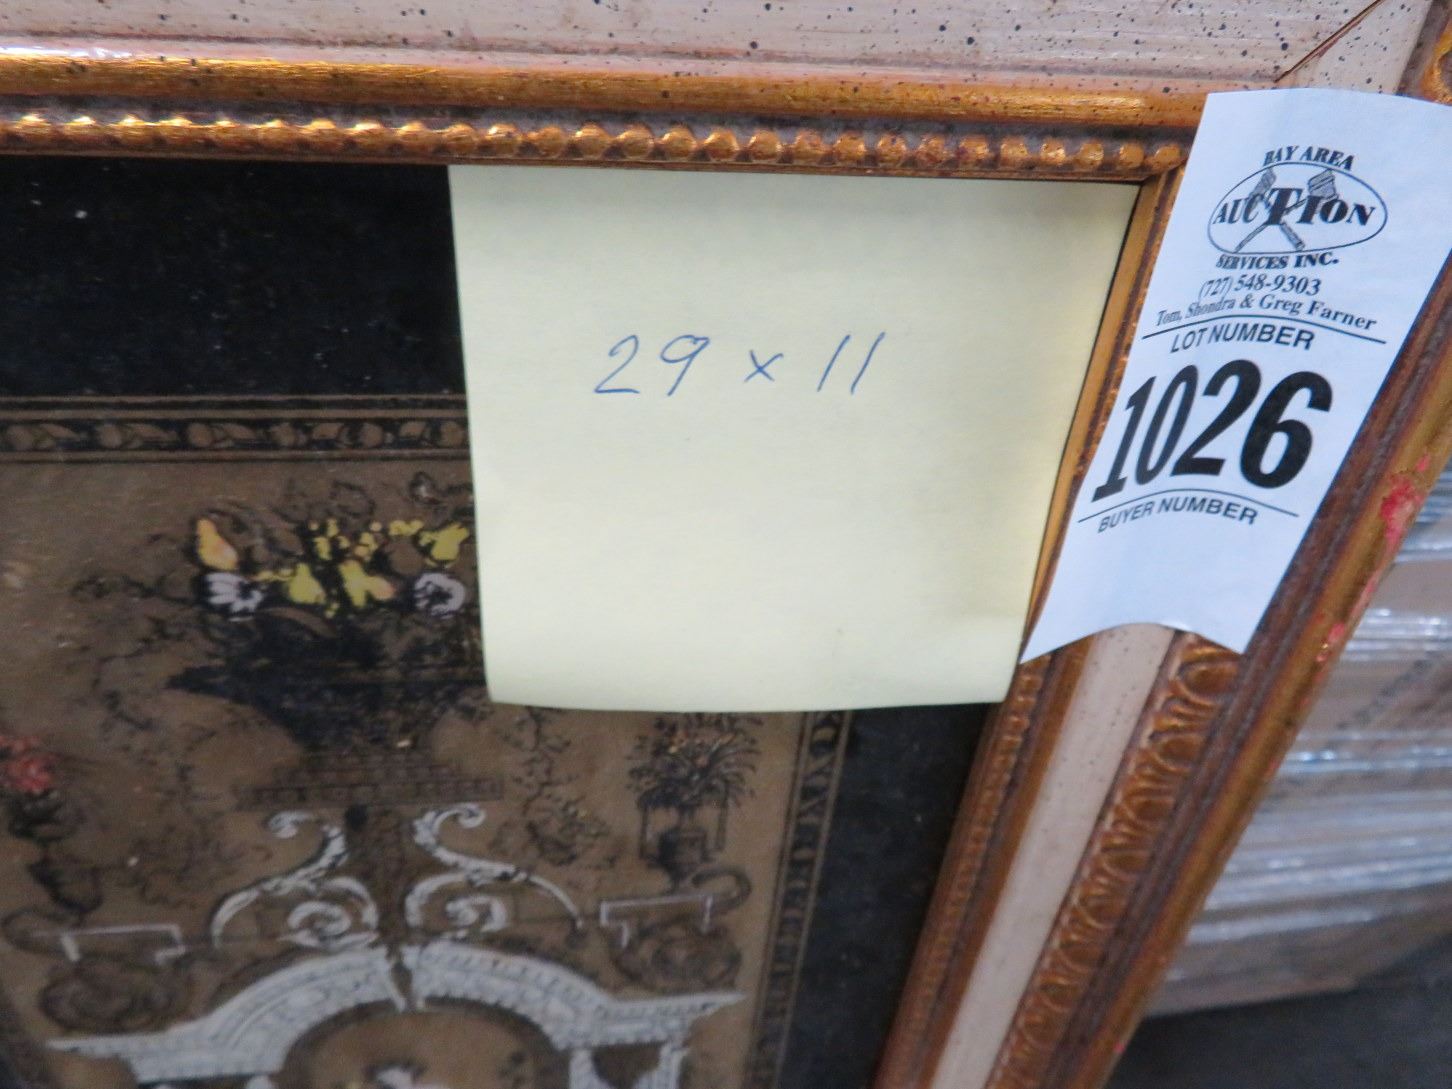 29 x 11
BAY AREA
AUCTION
SERVICES INC.
(727) 548-9303
Tom, Shondra & Greg Farner
LOT NUMBER
1026
BUYER NUMBER